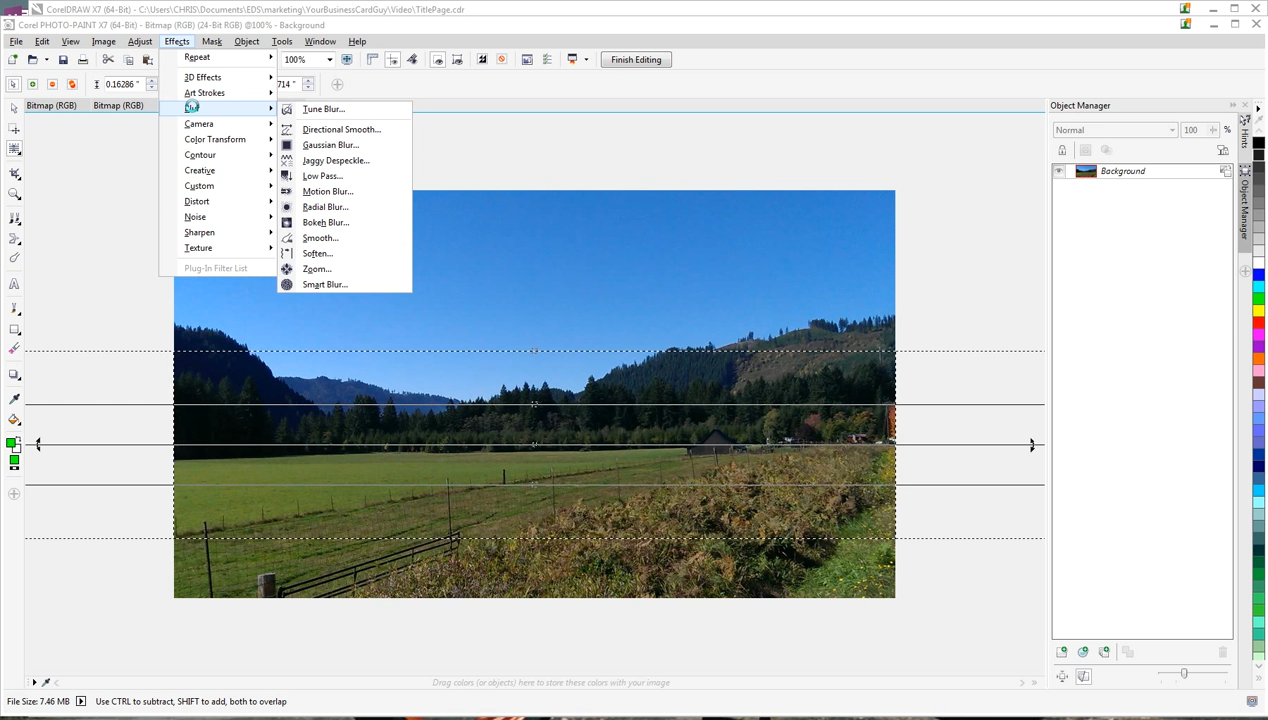 CorelDRAW X7 (64-Bit) - C:\Users\CHRIS\Documents\EDS\marketing\YourBusinessCardGuy\Video\TitlePage.cdr
Corel PHOTO-PAINT X7 (64-Bit) - Bitmap (RGB) (24-Bit RGB) @100% - Background
File Edit View Image Adjust Effects Mask Object Tools Window Help
100% Finish Editing
0.16286 " 714 "
Bitmap (RGB) Bitmap (RGB)
Repeat
3D Effects
Art Strokes
Camera
Color Transform
Contour
Creative
Custom
Distort
Noise
Sharpen
Texture
Plug-In Filter List
Tune Blur...
Directional Smooth...
Gaussian Blur...
Jaggy Despeckle...
Low Pass...
Motion Blur...
Radial Blur...
Bokeh Blur...
Smooth...
Soften...
Zoom...
Smart Blur...
Object Manager
Normal 100 %
Background
Hints
Object Manager
Drag colors (or objects) here to store these colors with your image
File Size: 7.46 MB Use CTRL to subtract, SHIFT to add, both to overlap